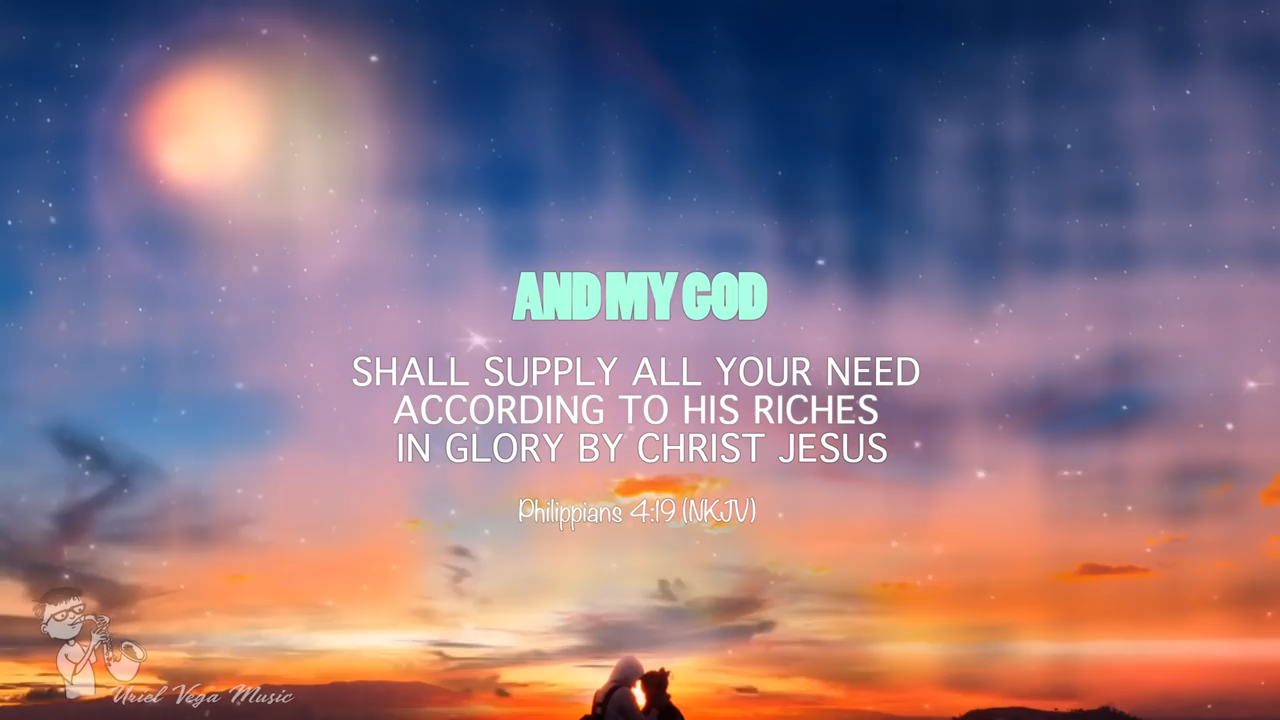 AND MY GOD
SHALL SUPPLY ALL YOUR NEED
ACCORDING TO HIS RICHES
IN GLORY BY CHRIST JESUS
Philippians 4:19 (NKJV)
Uriel Vega Music